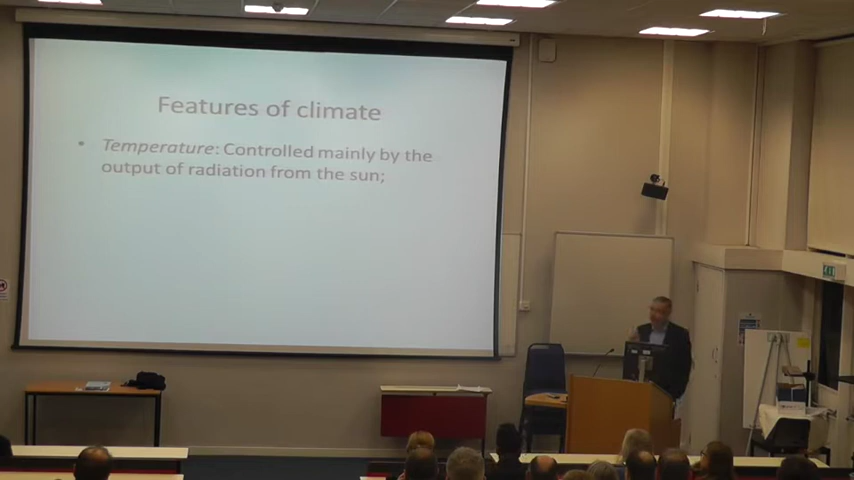 Features of climate
• Temperature: Controlled mainly by the
output of radiation from the sun;